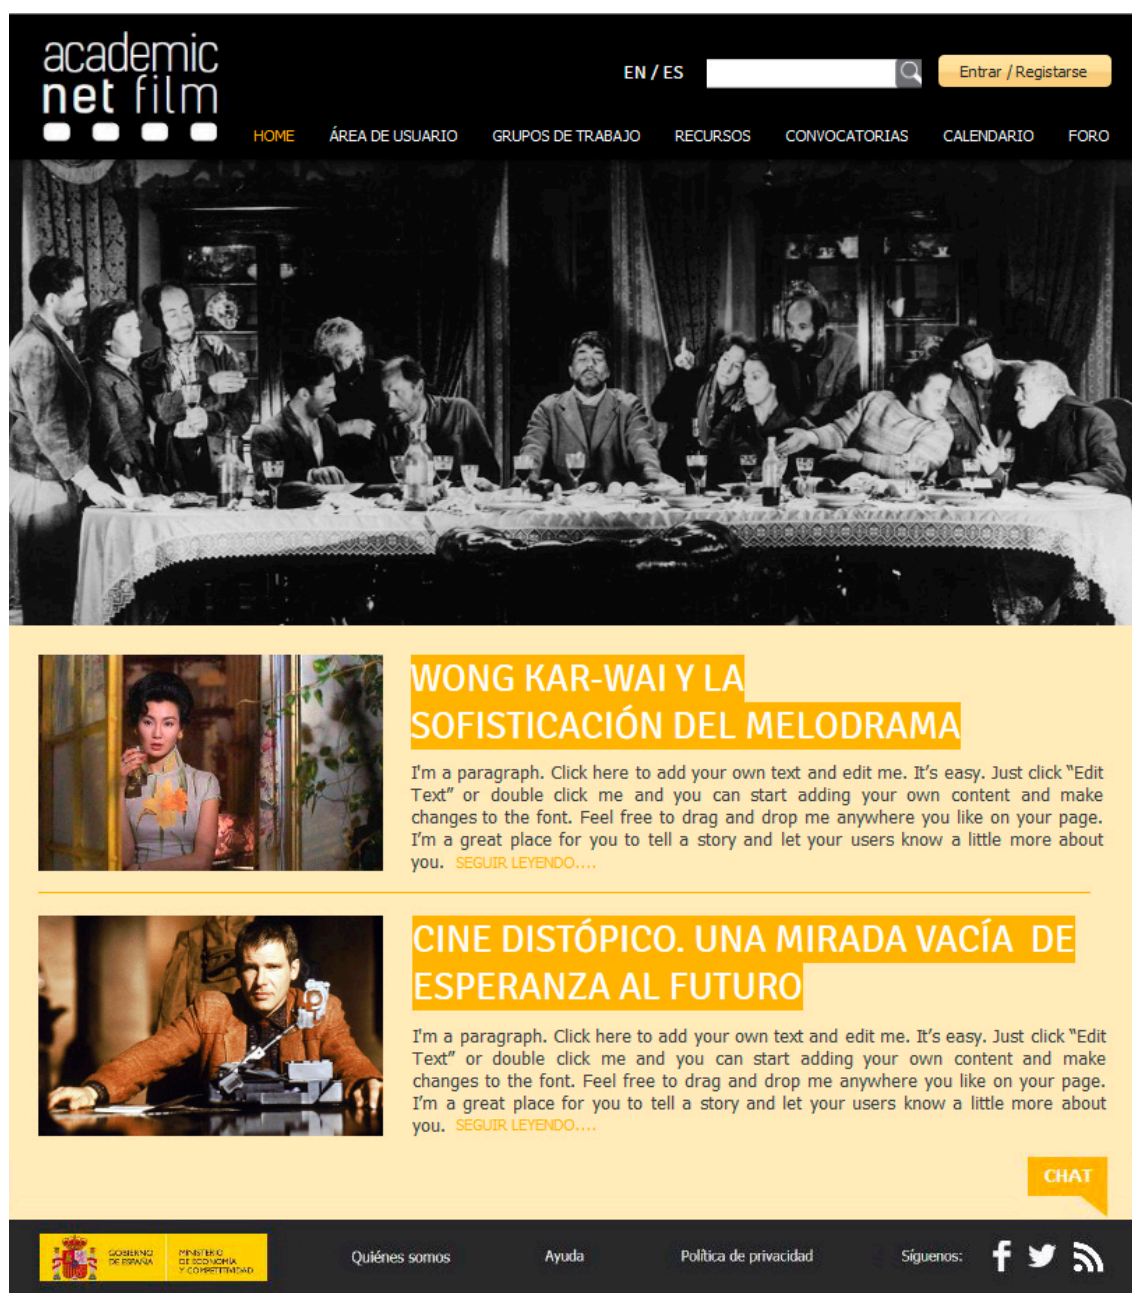 academic
net film
EN / ES
Entrar / Registarse
HOME ÁREA DE USUARIO GRUPOS DE TRABAJO RECURSOS CONVOCATORIAS CALENDARIO FORO
WONG KAR-WAI Y LA
SOFISTICACIÓN DEL MELODRAMA
I'm a paragraph. Click here to add your own text and edit me. It’s easy. Just click “Edit
Text” or double click me and you can start adding your own content and make
changes to the font. Feel free to drag and drop me anywhere you like on your page.
I’m a great place for you to tell a story and let your users know a little more about
you. SEGUIR LEYENDO....
CINE DISTÓPICO. UNA MIRADA VACÍA DE
ESPERANZA AL FUTURO
I'm a paragraph. Click here to add your own text and edit me. It’s easy. Just click “Edit
Text” or double click me and you can start adding your own content and make
changes to the font. Feel free to drag and drop me anywhere you like on your page.
I’m a great place for you to tell a story and let your users know a little more about
you. SEGUIR LEYENDO....
CHAT
GOBIERNO
DE ESPAÑA
MINISTERIO
DE ECONOMÍA
Y COMPETITIVIDAD
Quiénes somos
Ayuda
Política de privacidad
Síguenos: